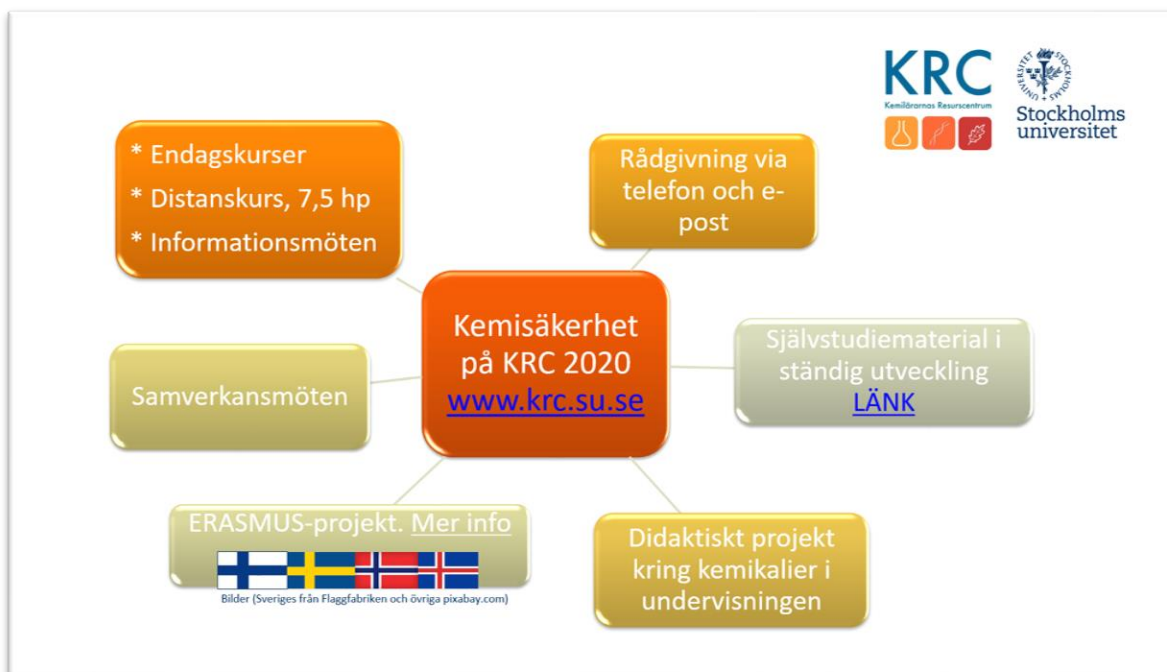 KRC
Kemilärarnas Resurscentrum
STOCKHOLMS UNIVERSITET
Stockholms
universitet
* Endagskurser
* Distanskurs, 7,5 hp
* Informationsmöten
Rådgivning via
telefon och e-
post
Kemisäkerhet
på KRC 2020
www.krc.su.se
Självstudiematerial i
ständig utveckling
LÄNK
Samverkansmöten
ERASMUS-projekt. Mer info
Bilder (Sveriges från Flaggfabriken och övriga pixabay.com)
Didaktiskt projekt
kring kemikalier i
undervisningen